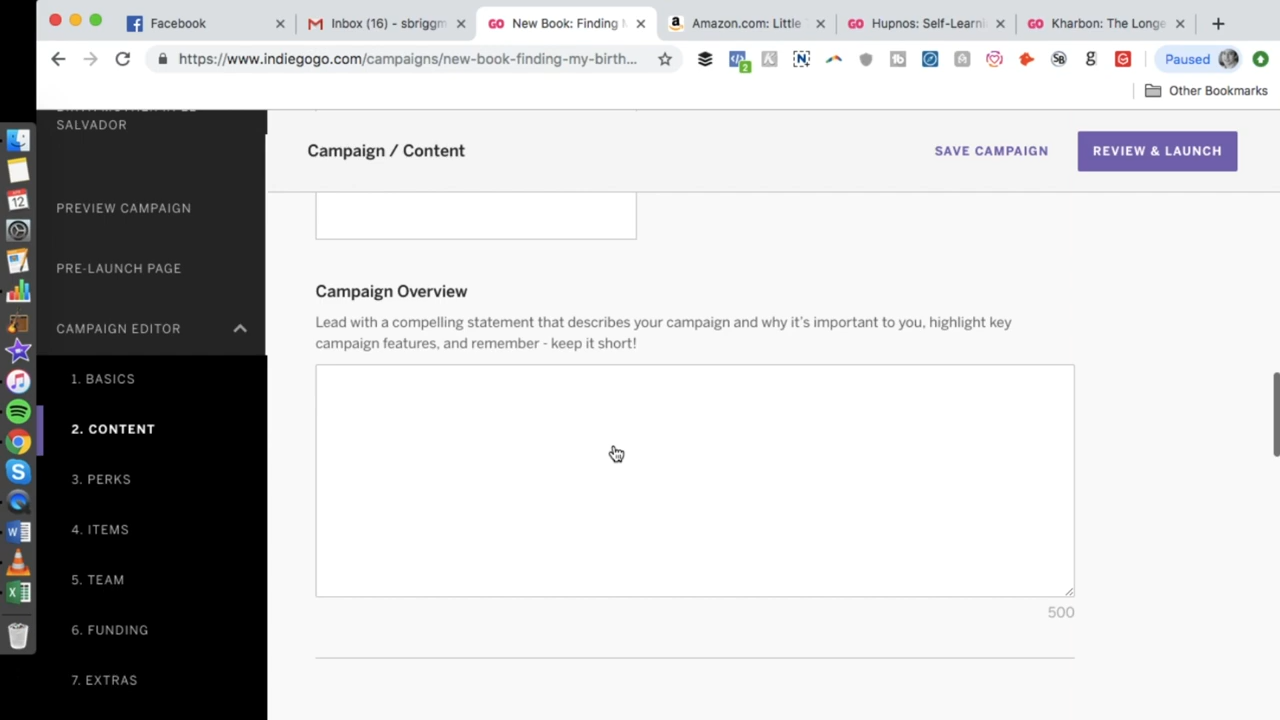 Facebook
Inbox (16) - sbriggm
New Book: Finding M
Amazon.com: Little T
Hupnos: Self-Learni
Kharbon: The Longe
https://www.indiegogo.com/campaigns/new-book-finding-my-birth...
2
Paused
Other Bookmarks
SALVADOR
Campaign / Content
SAVE CAMPAIGN
REVIEW & LAUNCH
PREVIEW CAMPAIGN
PRE-LAUNCH PAGE
CAMPAIGN EDITOR
1. BASICS
2. CONTENT
3. PERKS
4. ITEMS
5. TEAM
6. FUNDING
7. EXTRAS
Campaign Overview
Lead with a compelling statement that describes your campaign and why it's important to you, highlight key
campaign features, and remember - keep it short!
500
12